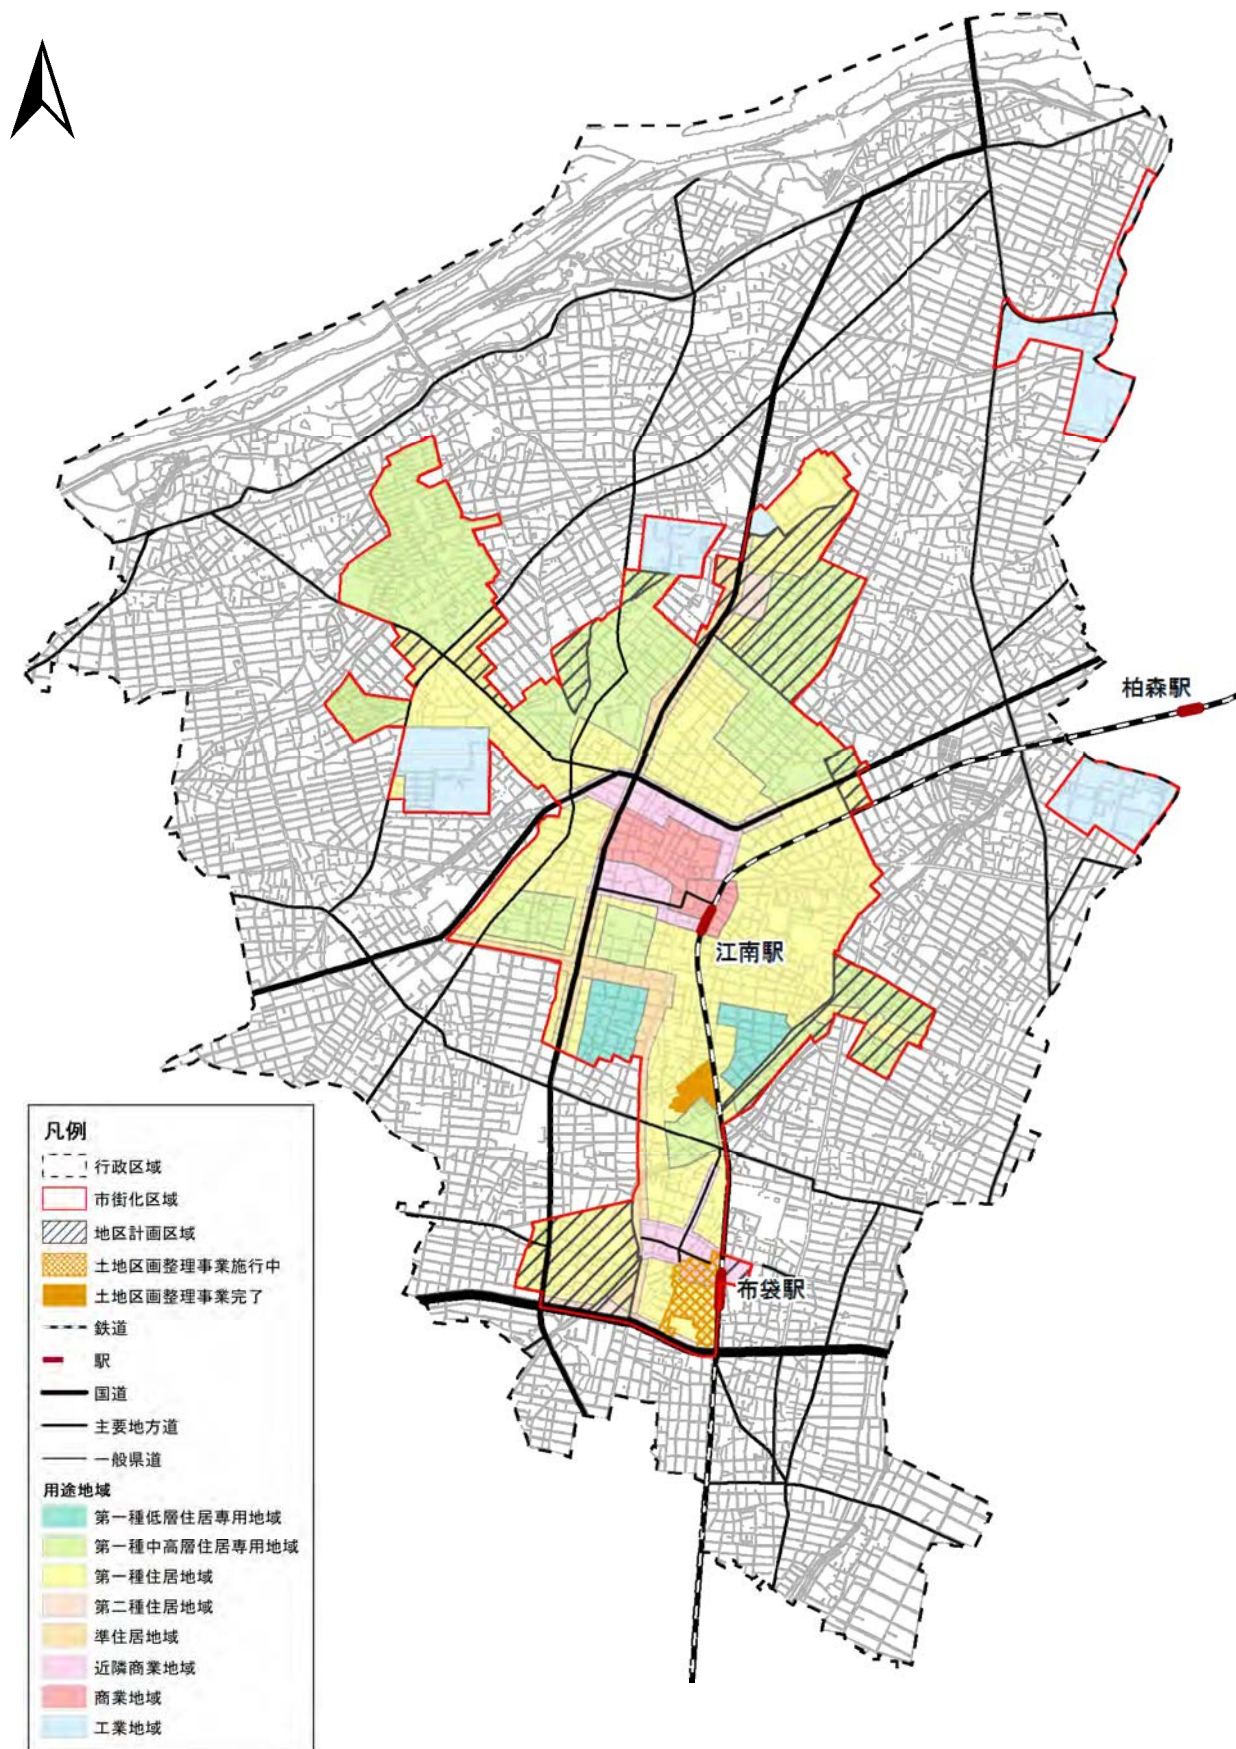 柏森駅
江南駅
布袋駅
凡例
行政区域
市街化区域
地区計画区域
土地区画整理事業施行中
土地区画整理事業完了
鉄道
駅
国道
主要地方道
一般県道
用途地域
第一種低層住居専用地域
第一種中高層住居専用地域
第一種住居地域
第二種住居地域
準住居地域
近隣商業地域
商業地域
工業地域